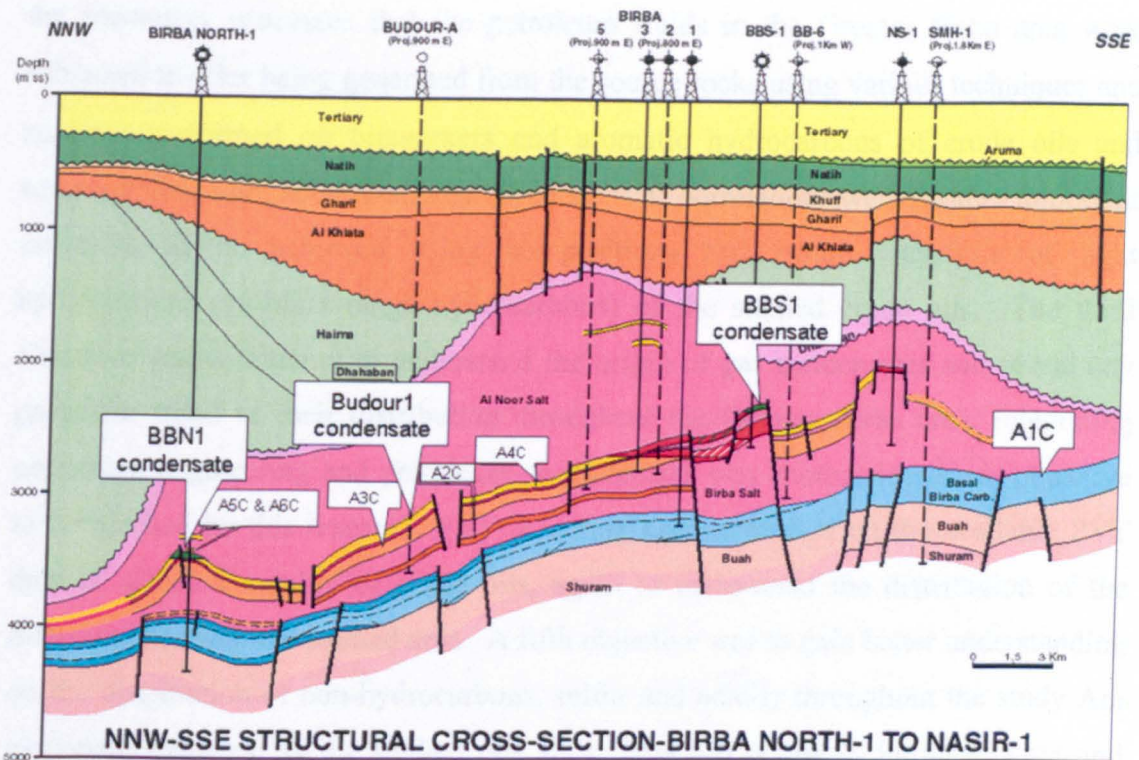 NNW
BIRBA NORTH-1
BUDOUR-A
(Proj.900 m E)
BIRBA
5 3 2 1
(Proj.900 m E) (Proj.800 m E)
BBS-1
BB-6
(Proj.1Km W)
NS-1
SMH-1
(Proj.1.8Km E)
SSE
Depth
(m ss)
0
Tertiary
Tertiary
Aruma
Natih
Natih
Khuff
Gharif
Gharif
1000
Al Khlata
Al Khlata
BBS1
condensate
Haima
2000
Dhahaban
Al Noor Salt
Budour1
condensate
BBN1
condensate
A1C
A4C
A2C
A5C & A6C
A3C
3000
Birba Salt
Basal
Birba Carb.
Buah
Buah
Shuram
Shuram
4000
0 1,5 3 Km
NNW-SSE STRUCTURAL CROSS-SECTION-BIRBA NORTH-1 TO NASIR-1
5000